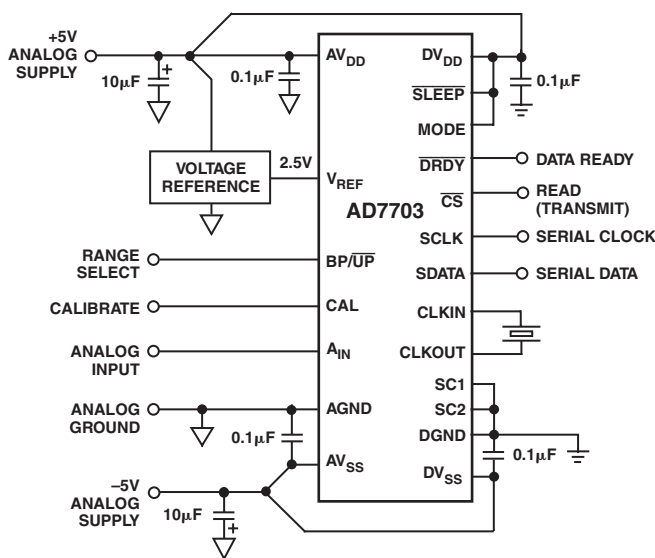 +5V
ANALOG
SUPPLY
10µF
+
0.1µF
AVDD
DVDD
0.1µF
SLEEP
MODE
VOLTAGE
REFERENCE
2.5V
VREF
DRDY
DATA READY
AD7703
CS
READ
(TRANSMIT)
SCLK
SERIAL CLOCK
RANGE
SELECT
BP/UP
SDATA
SERIAL DATA
CALIBRATE
CAL
CLKIN
ANALOG
INPUT
AIN
CLKOUT
ANALOG
GROUND
AGND
SC1
SC2
DGND
0.1µF
0.1µF
AVSS
DVSS
–5V
ANALOG
SUPPLY
10µF
+